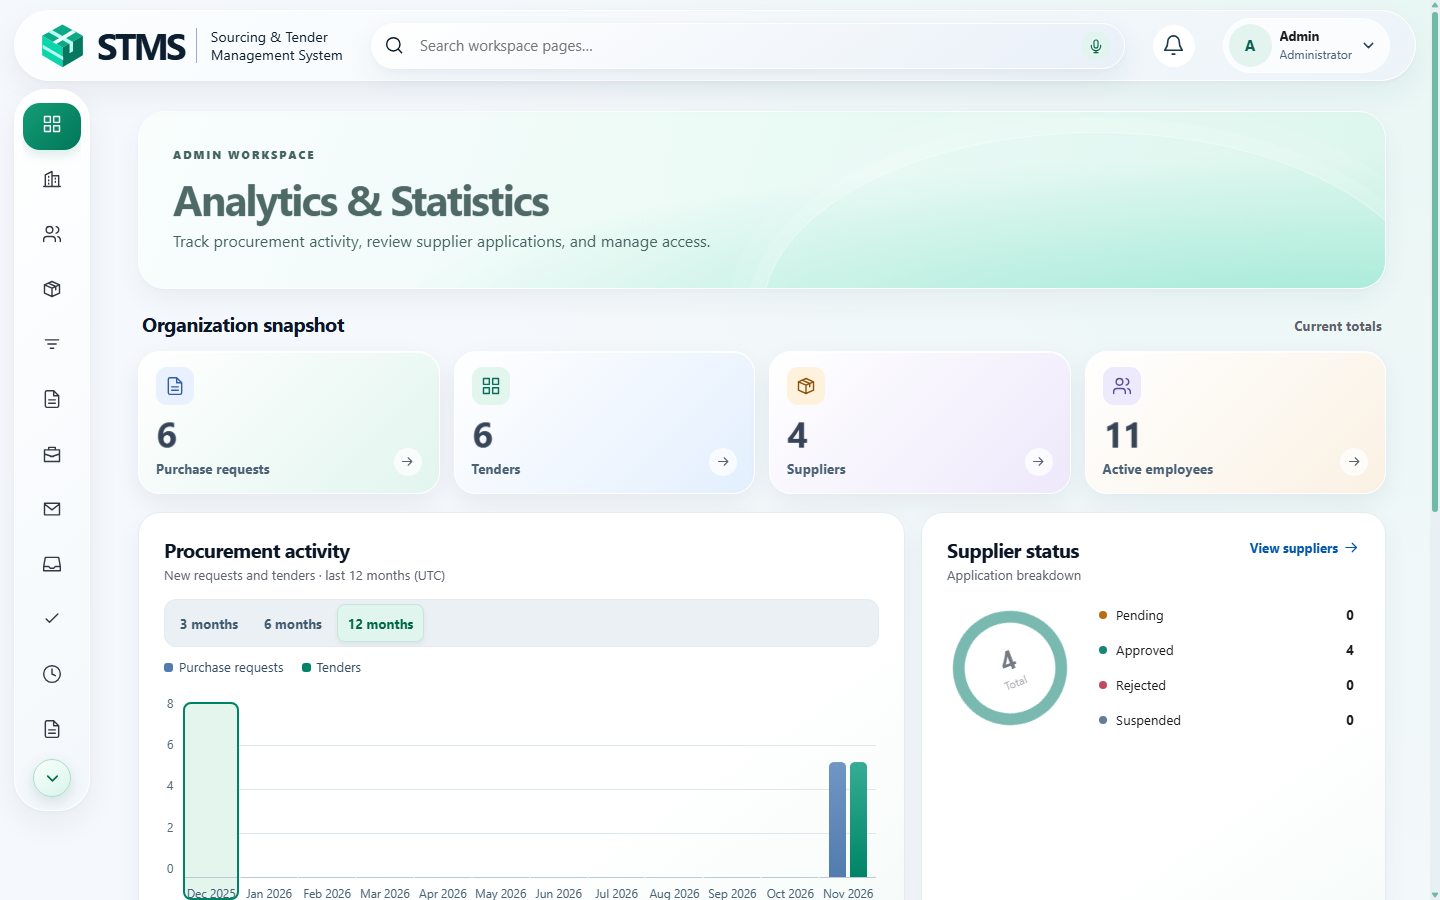 STMS
Sourcing & Tender
Management System
Search workspace pages...
A
Admin
Administrator
ADMIN WORKSPACE
Analytics & Statistics
Track procurement activity, review supplier applications, and manage access.
Organization snapshot
Current totals
6
Purchase requests
6
Tenders
4
Suppliers
11
Active employees
Procurement activity
New requests and tenders · last 12 months (UTC)
3 months
6 months
12 months
Purchase requests
Tenders
8
6
4
2
0
Dec 2025
Jan 2026
Feb 2026
Mar 2026
Apr 2026
May 2026
Jun 2026
Jul 2026
Aug 2026
Sep 2026
Oct 2026
Nov 2026
Supplier status
View suppliers
Application breakdown
4
Total
Pending 0
Approved 4
Rejected 0
Suspended 0